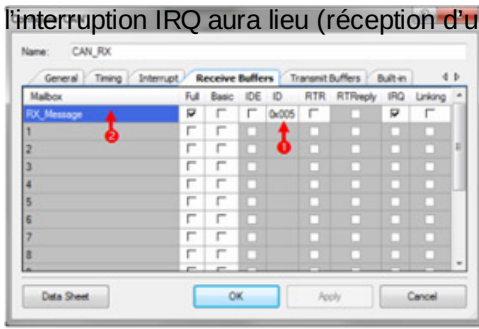 l'interruption IRQ aura lieu (réception d'u
Name: CAN_RX
General Timing Interrupt Receive Buffers Transmit Buffers Built-in
Mailbox Full Basic IDE ID RTR RTRreply IRQ Linking
RX_Message 0x005
1
2
2 1
3
4
5
6
7
8
Data Sheet OK Apply Cancel